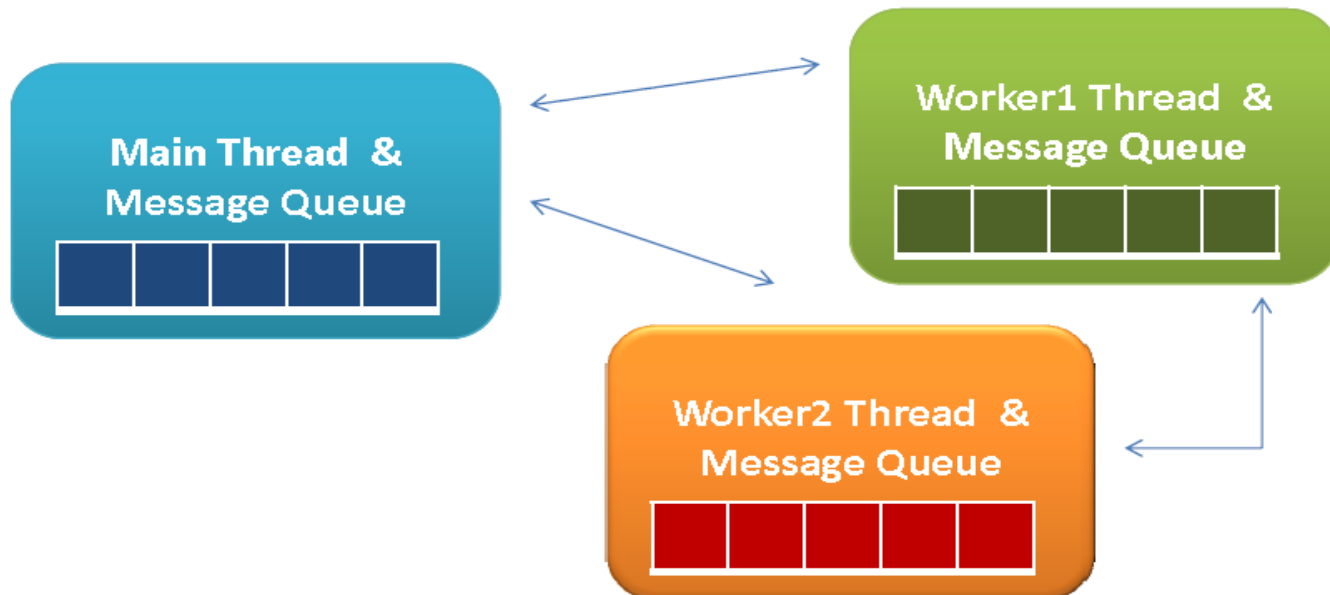 Main Thread &
Message Queue
Worker1 Thread &
Message Queue
Worker2 Thread &
Message Queue